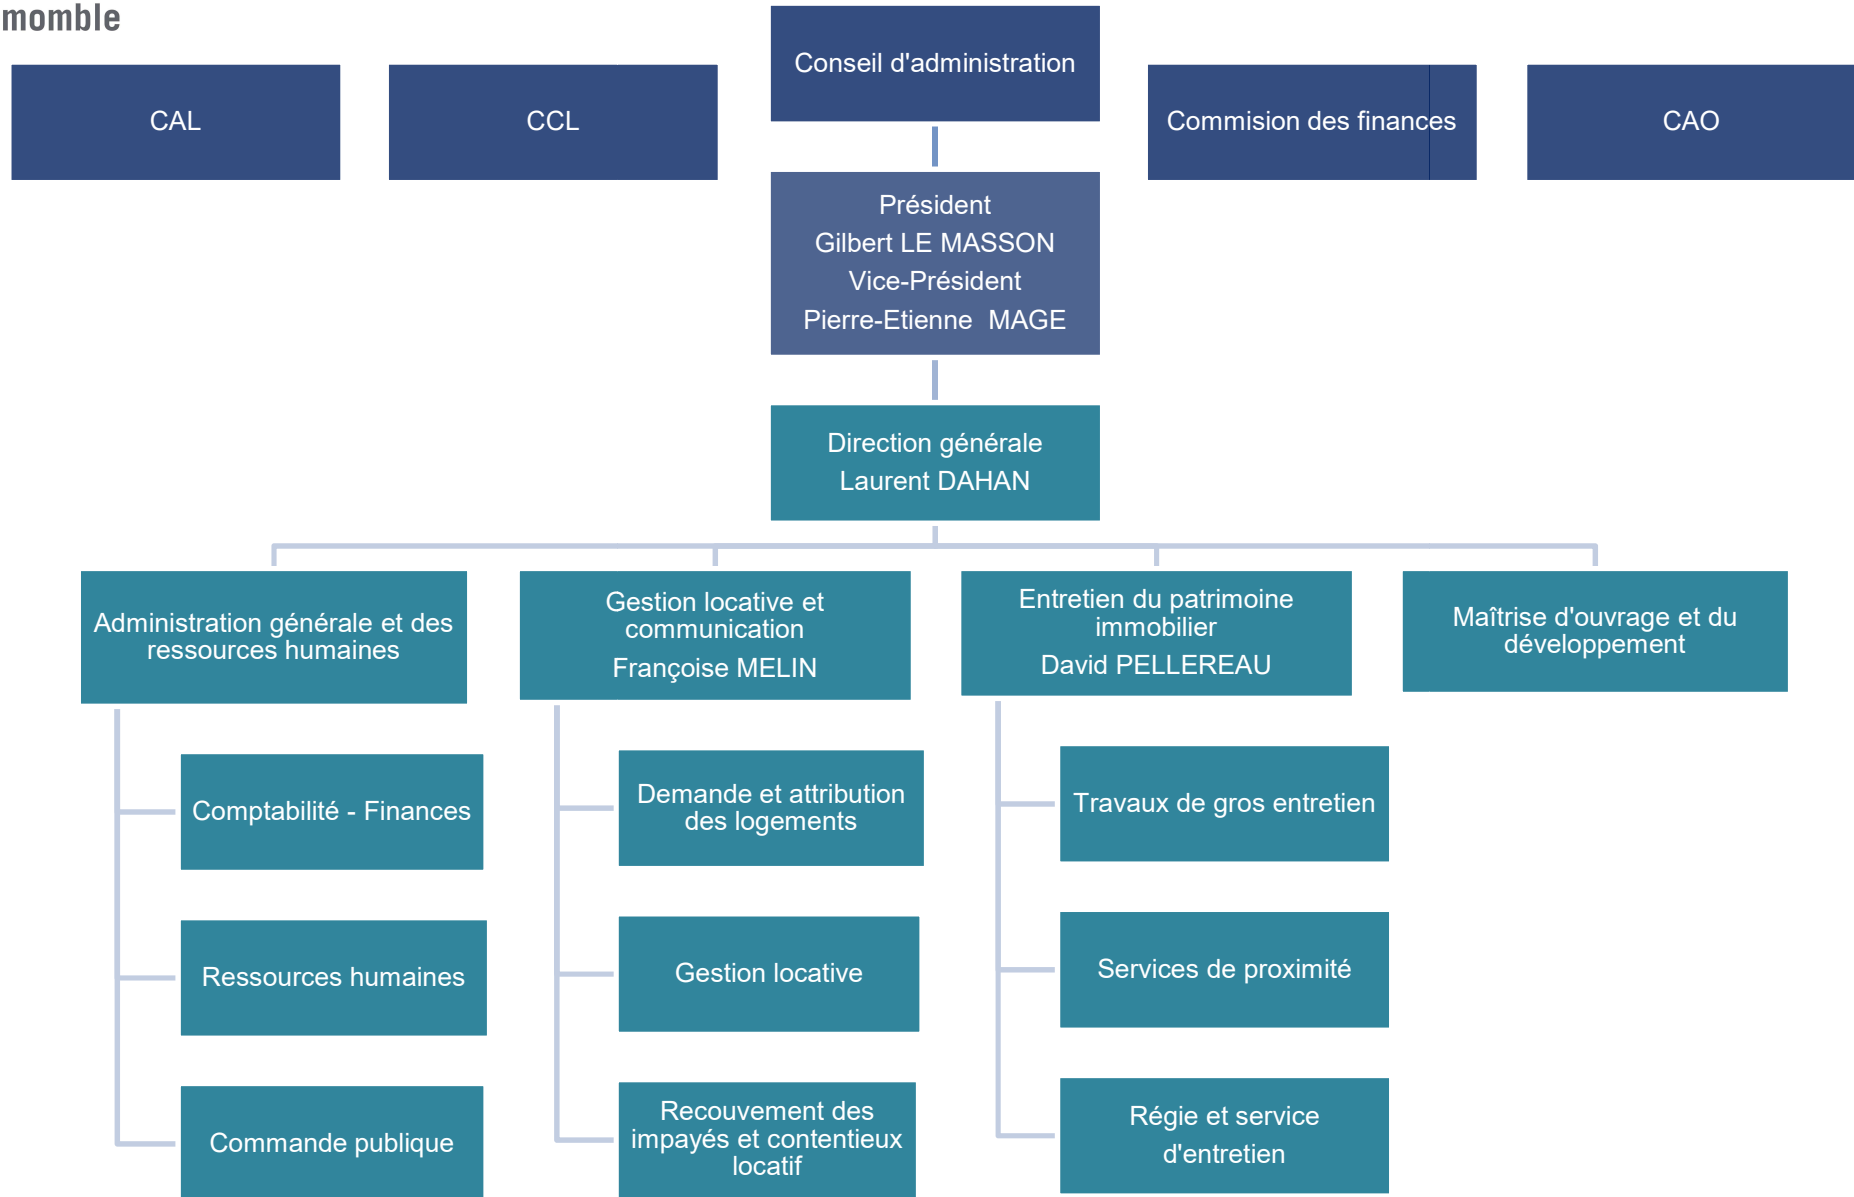 momble
Conseil d'administration
CAL
CCL
Commision des finances
CAO
Président
Gilbert LE MASSON
Vice-Président
Pierre-Etienne MAGE
Direction générale
Laurent DAHAN
Administration générale et des
ressources humaines
Gestion locative et
communication
Françoise MELIN
Entretien du patrimoine
immobilier
David PELLEREAU
Maîtrise d'ouvrage et du
développement
Comptabilité - Finances
Ressources humaines
Commande publique
Demande et attribution
des logements
Gestion locative
Recouvement des
impayés et contentieux
locatif
Travaux de gros entretien
Services de proximité
Régie et service
d'entretien